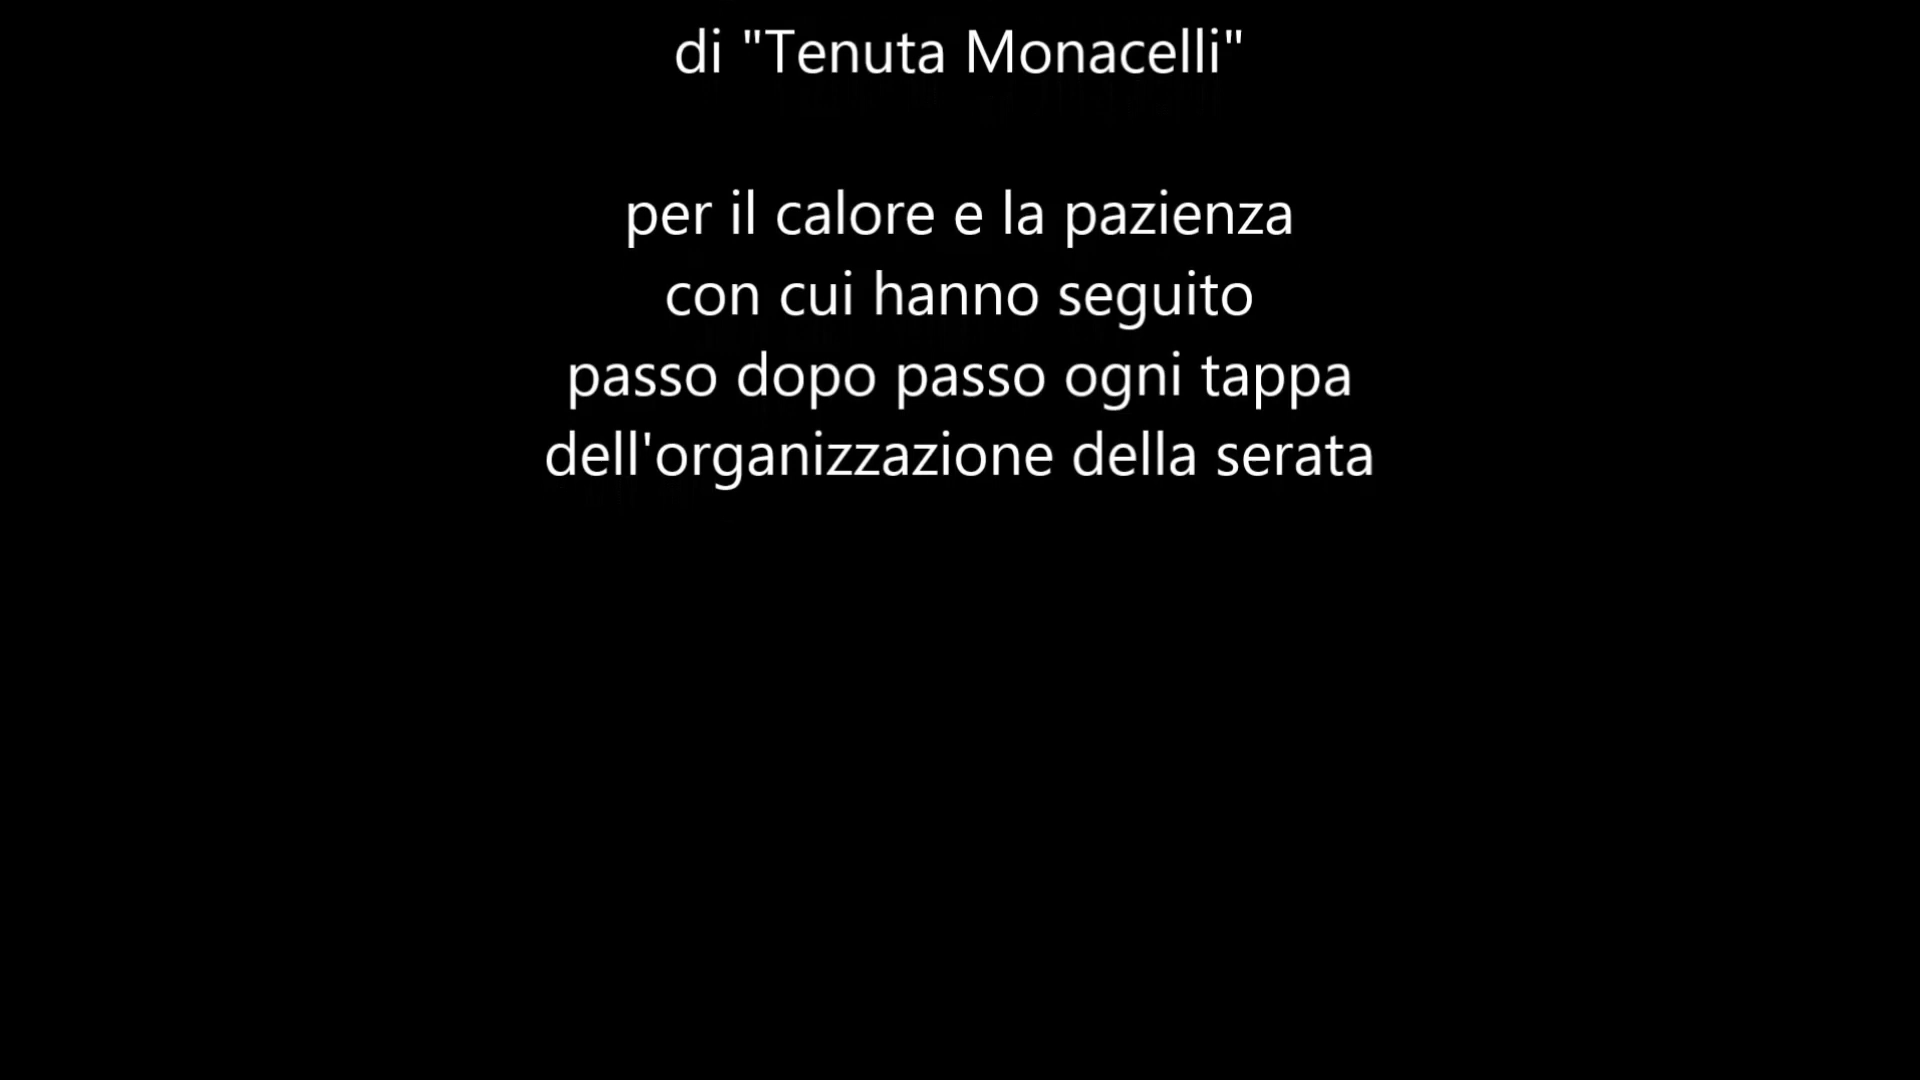 di "Tenuta Monacelli"
per il calore e la pazienza
con cui hanno seguito
passo dopo passo ogni tappa
dell'organizzazione della serata